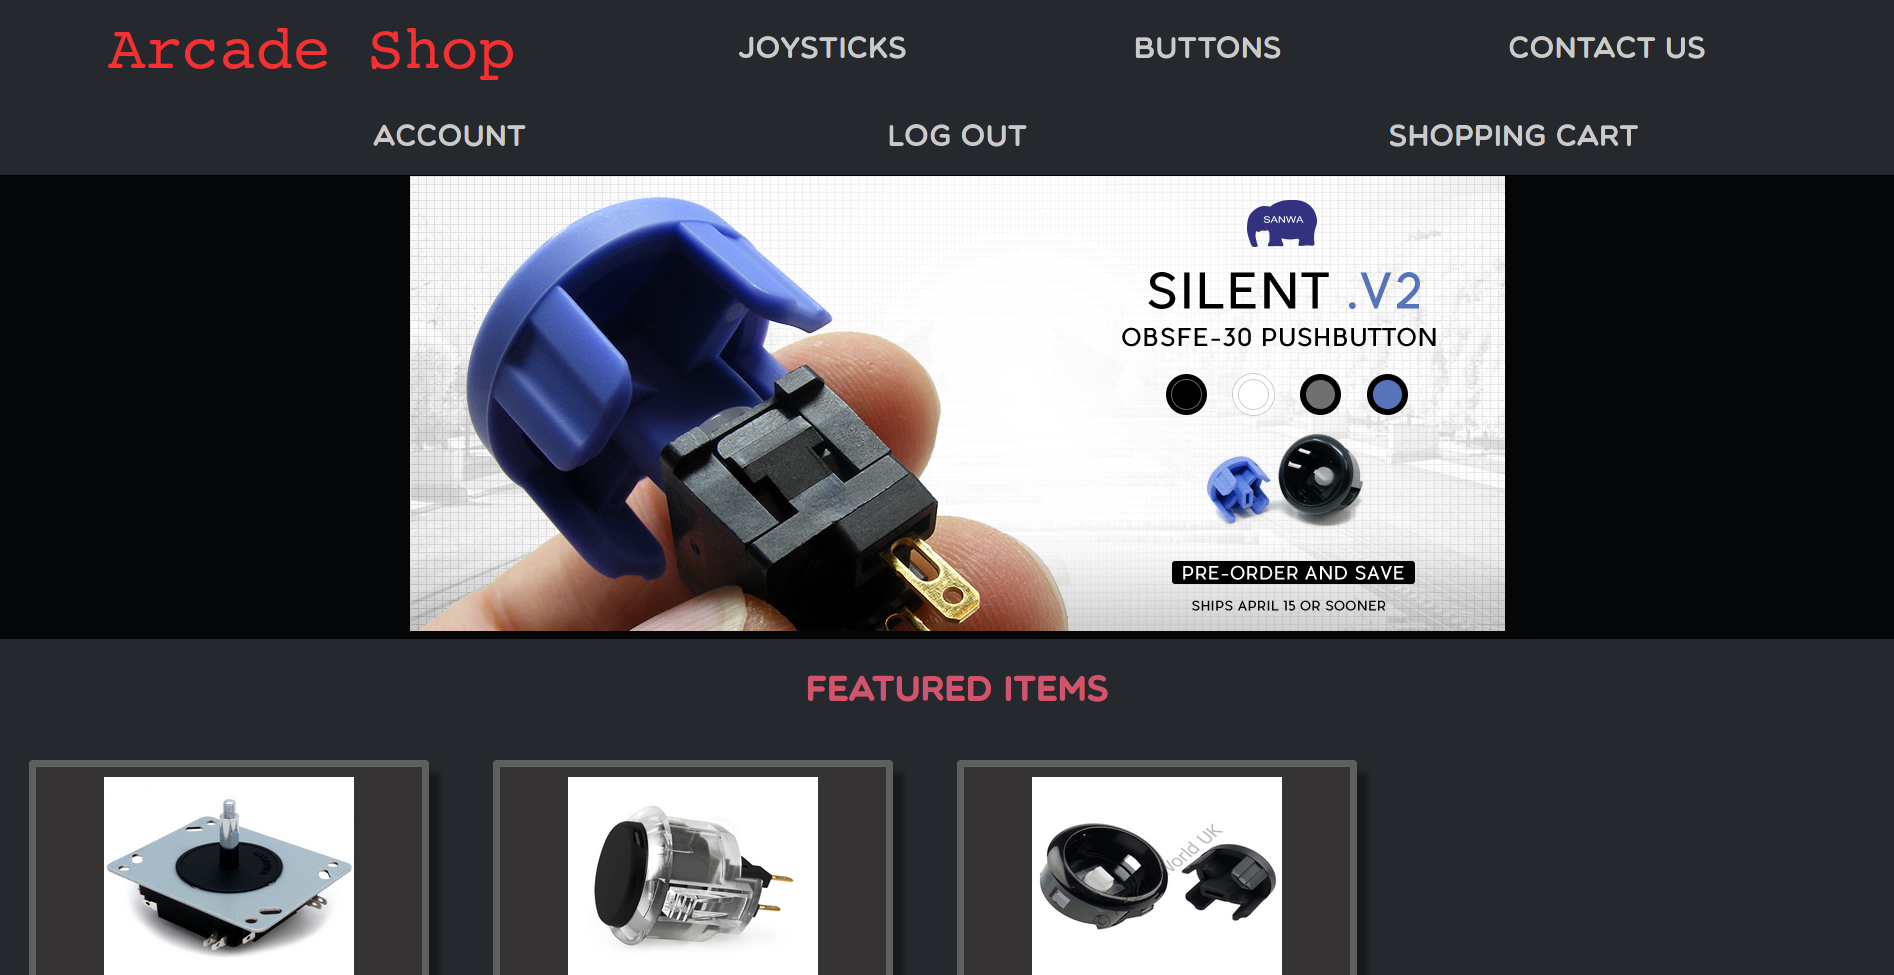 Arcade Shop
JOYSTICKS
BUTTONS
CONTACT US
ACCOUNT
LOG OUT
SHOPPING CART
SANWA
SILENT .V2
OBSFE-30 PUSHBUTTON
PRE-ORDER AND SAVE
SHIPS APRIL 15 OR SOONER
FEATURED ITEMS
World UK